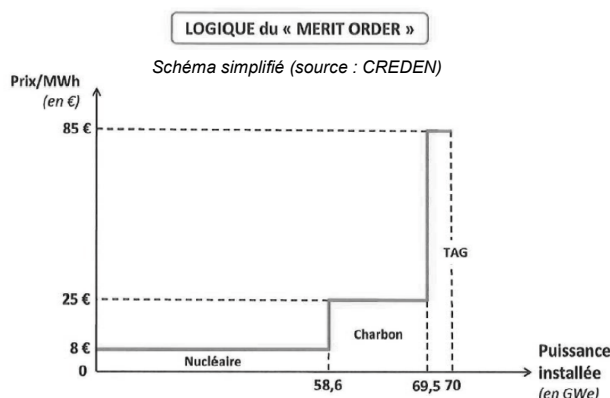 LOGIQUE du « MERIT ORDER »
Schéma simplifié (source : CREDEN)
Prix/MWh
(en €)
85 €
TAG
25 €
Charbon
8 €
Nucléaire
0
58,6
69,5 70
Puissance
installée
(en GWe)